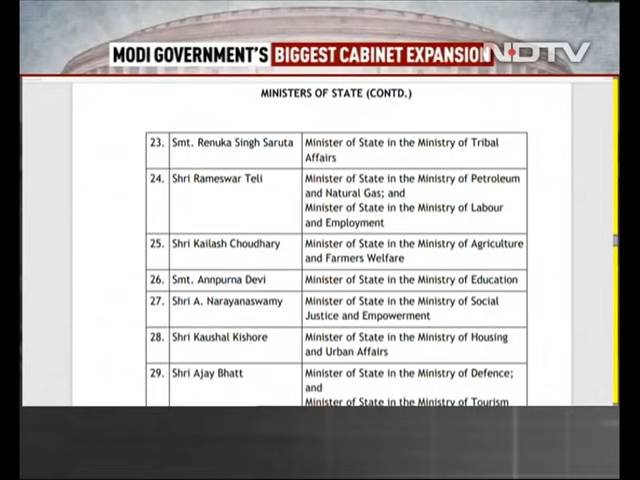 MODI GOVERNMENT'S BIGGEST CABINET EXPANSION NDTV
MINISTERS OF STATE (CONTD.)
23. Smt. Renuka Singh Saruta Minister of State in the Ministry of Tribal
Affairs
24. Shri Rameswar Teli Minister of State in the Ministry of Petroleum
and Natural Gas; and
Minister of State in the Ministry of Labour
and Employment
25. Shri Kailash Choudhary Minister of State in the Ministry of Agriculture
and Farmers Welfare
26. Smt. Annpurna Devi Minister of State in the Ministry of Education
27. Shri A. Narayanaswamy Minister of State in the Ministry of Social
Justice and Empowerment
28. Shri Kaushal Kishore Minister of State in the Ministry of Housing
and Urban Affairs
29. Shri Ajay Bhatt Minister of State in the Ministry of Defence;
and
Minister of State in the Ministry of Tourism